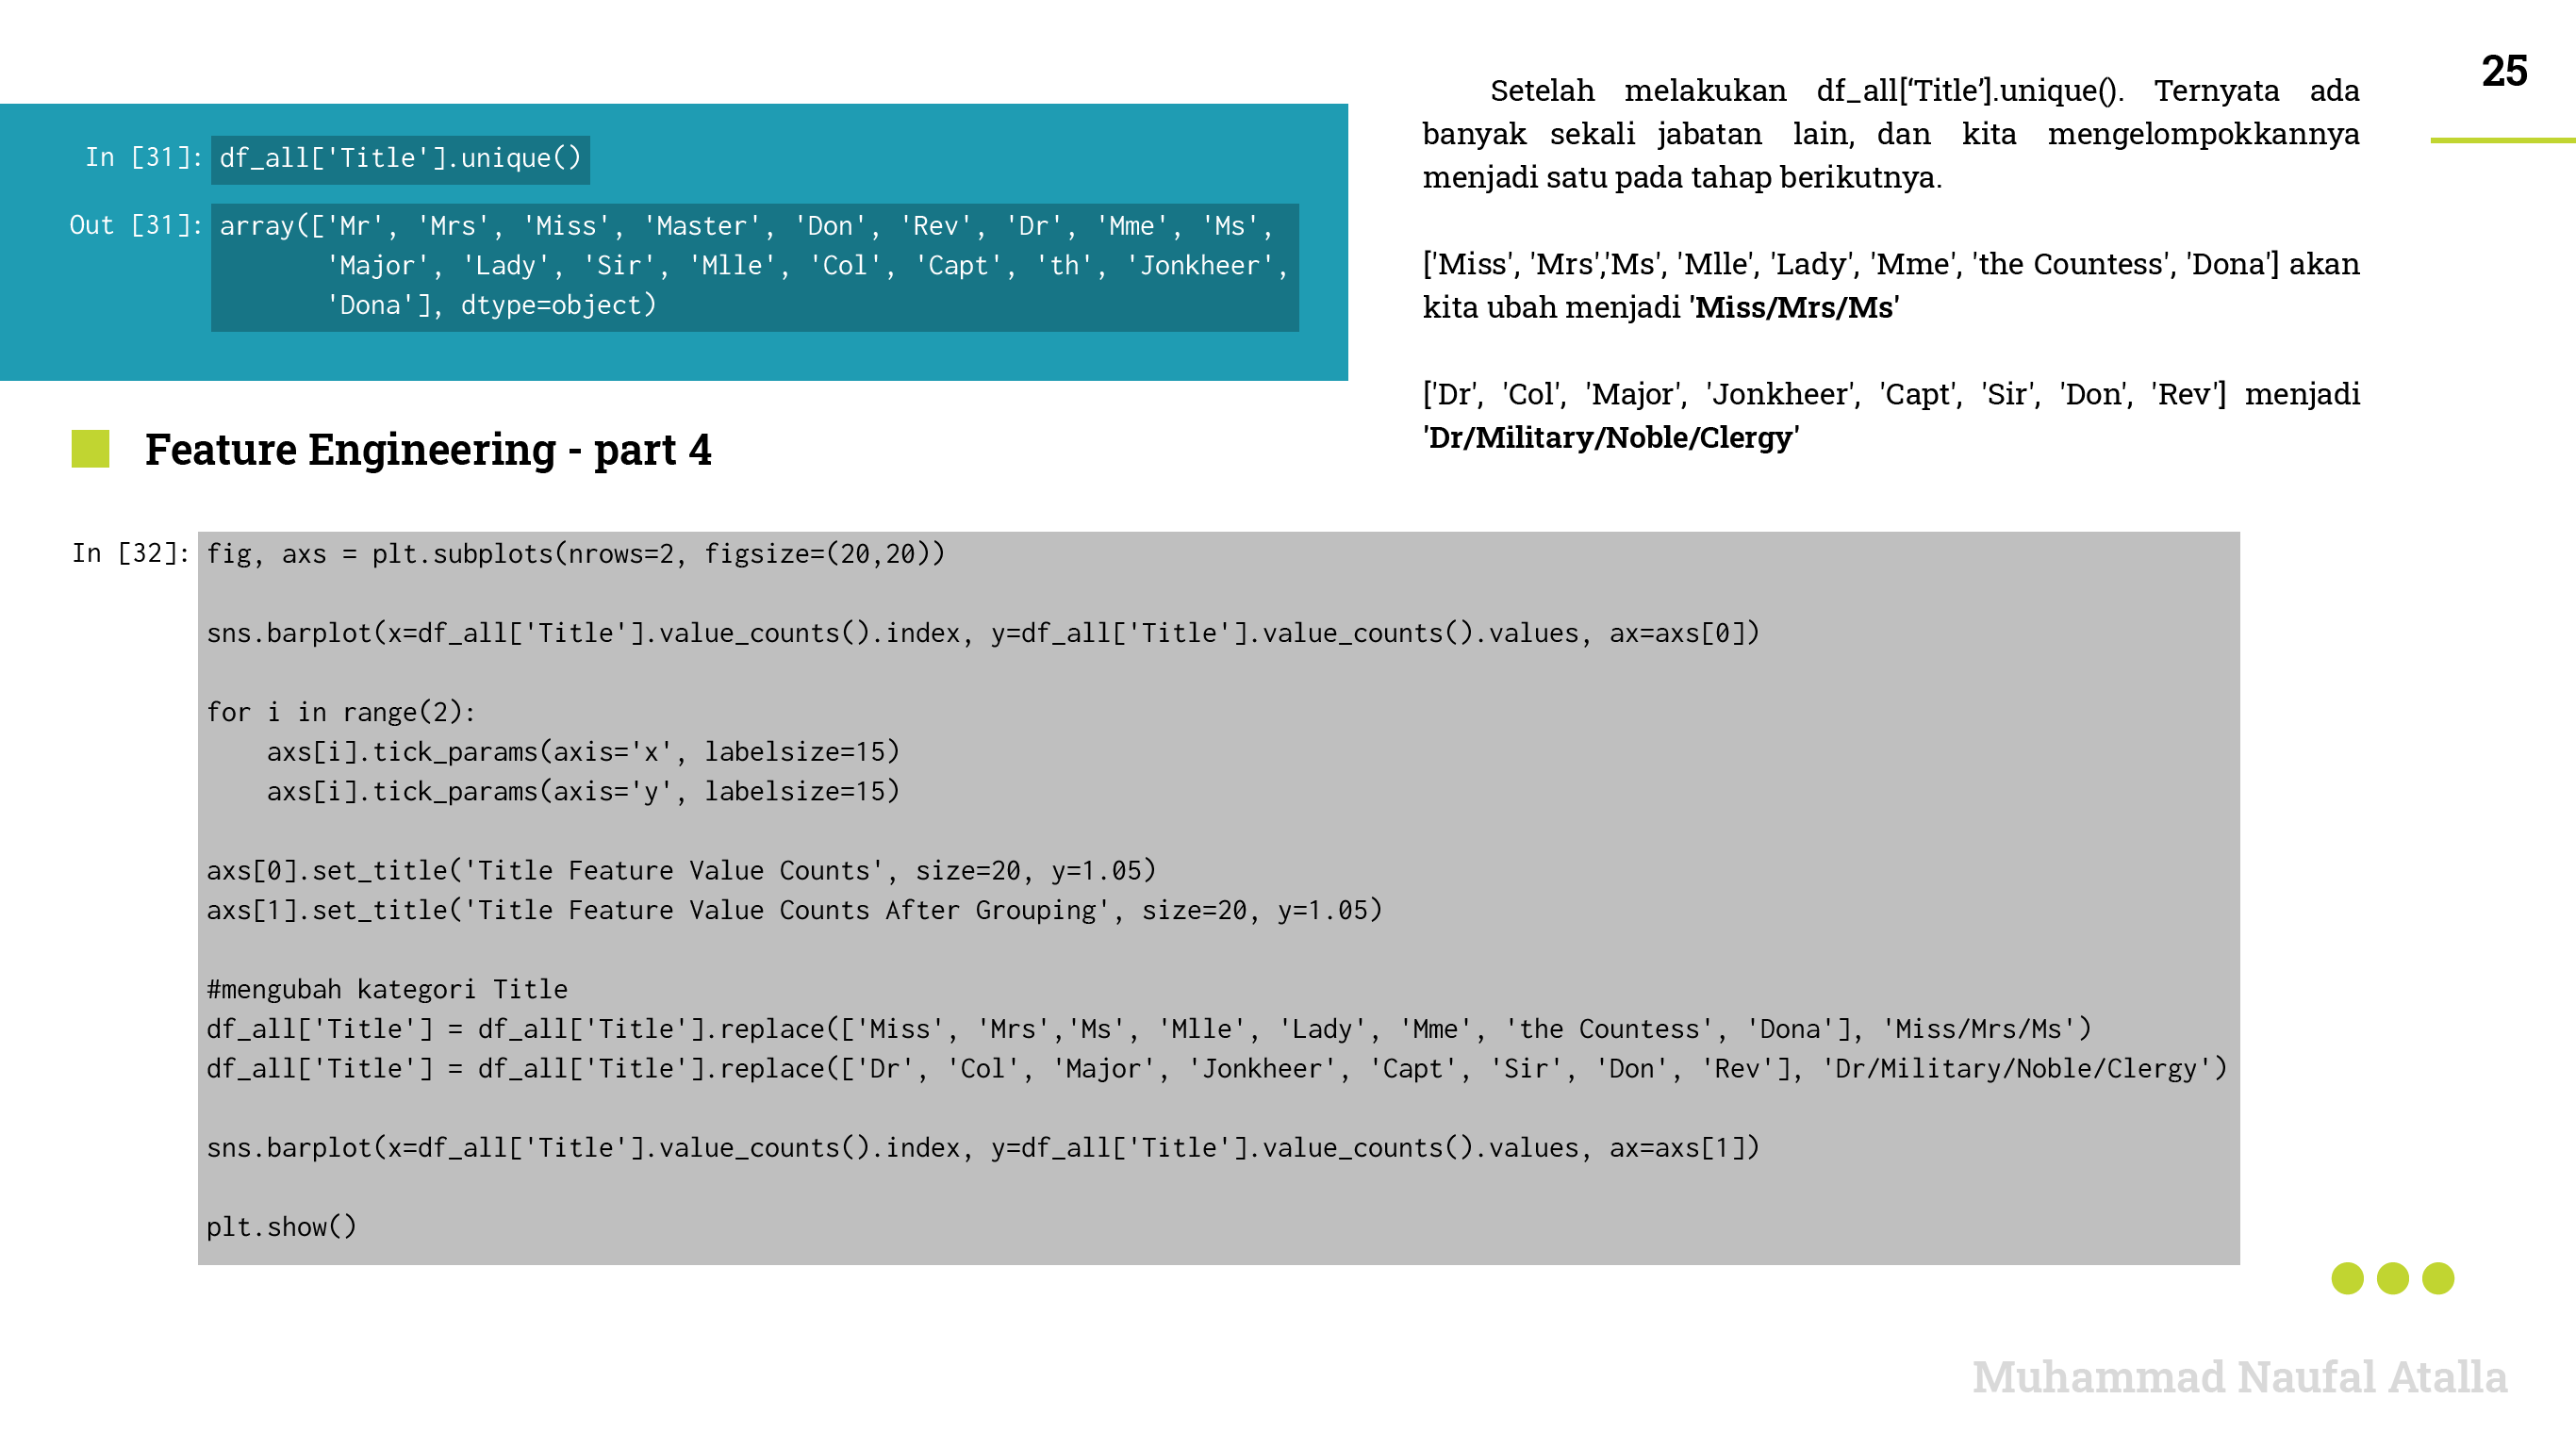 25
In [31]: df_all['Title'].unique()
Out [31]: array(['Mr', 'Mrs', 'Miss', 'Master', 'Don', 'Rev', 'Dr', 'Mme', 'Ms',
'Major', 'Lady', 'Sir', 'Mlle', 'Col', 'Capt', 'th', 'Jonkheer',
'Dona'], dtype=object)
Setelah melakukan df_all[‘Title’].unique(). Ternyata ada
banyak sekali jabatan lain, dan kita mengelompokkannya
menjadi satu pada tahap berikutnya.
['Miss', 'Mrs','Ms', 'Mlle', 'Lady', 'Mme', 'the Countess', 'Dona'] akan
kita ubah menjadi 'Miss/Mrs/Ms'
['Dr', 'Col', 'Major', 'Jonkheer', 'Capt', 'Sir', 'Don', 'Rev'] menjadi
'Dr/Military/Noble/Clergy'
Feature Engineering - part 4
In [32]: fig, axs = plt.subplots(nrows=2, figsize=(20,20))
sns.barplot(x=df_all['Title'].value_counts().index, y=df_all['Title'].value_counts().values, ax=axs[0])
for i in range(2):
    axs[i].tick_params(axis='x', labelsize=15)
    axs[i].tick_params(axis='y', labelsize=15)
axs[0].set_title('Title Feature Value Counts', size=20, y=1.05)
axs[1].set_title('Title Feature Value Counts After Grouping', size=20, y=1.05)
#mengubah kategori Title
df_all['Title'] = df_all['Title'].replace(['Miss', 'Mrs','Ms', 'Mlle', 'Lady', 'Mme', 'the Countess', 'Dona'], 'Miss/Mrs/Ms')
df_all['Title'] = df_all['Title'].replace(['Dr', 'Col', 'Major', 'Jonkheer', 'Capt', 'Sir', 'Don', 'Rev'], 'Dr/Military/Noble/Clergy')
sns.barplot(x=df_all['Title'].value_counts().index, y=df_all['Title'].value_counts().values, ax=axs[1])
plt.show()
Muhammad Naufal Atalla